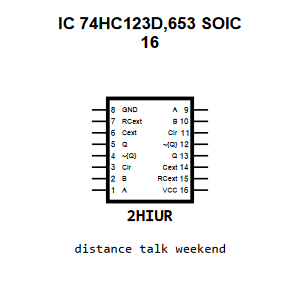 IC 74HC123D,653 SOIC
16
8 GND A 9
7 RCext B 10
6 Cext Clr 11
5 Q ~{Q} 12
4 ~{Q} Q 13
3 Clr Cext 14
2 B RCext 15
1 A VCC 16
2HIUR
distance talk weekend